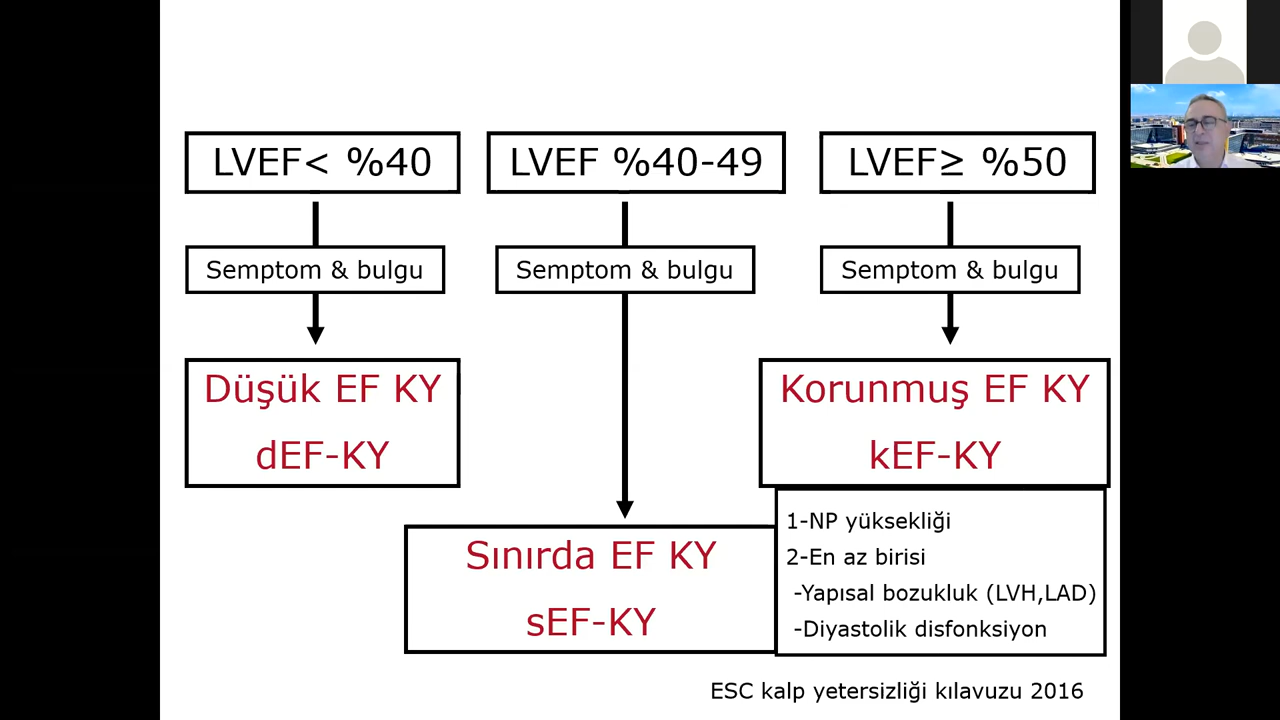 LVEF< %40
LVEF %40-49
LVEF≥ %50
Semptom & bulgu
Semptom & bulgu
Semptom & bulgu
Düşük EF KY
dEF-KY
Korunmuş EF KY
kEF-KY
Sınırda EF KY
sEF-KY
1-NP yüksekliği
2-En az birisi
-Yapısal bozukluk (LVH,LAD)
-Diyastolik disfonksiyon
ESC kalp yetersizliği kılavuzu 2016